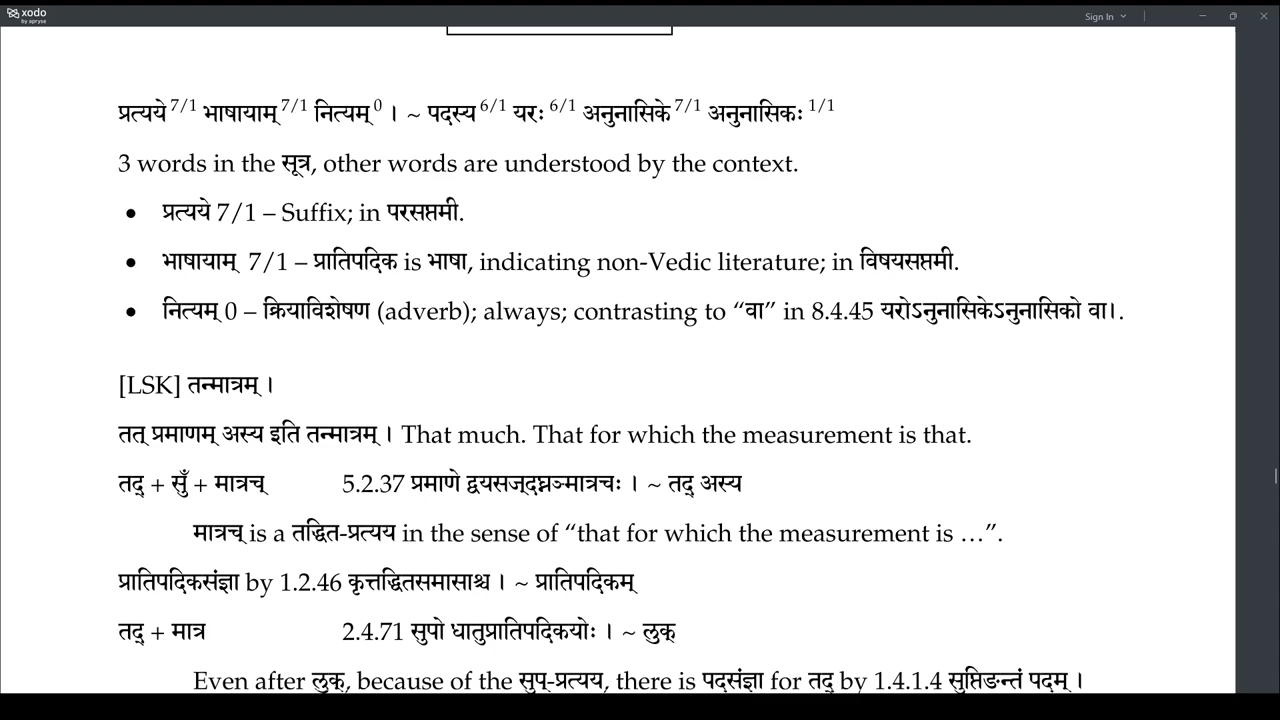 xodo
by apryse
Sign In
प्रत्यये 7/1 भाषायाम् 7/1 नित्यम् 0 । ~ पदस्य 6/1 यरः 6/1 अनुनासिके 7/1 अनुनासिकः 1/1
3 words in the सूत्र, other words are understood by the context.
• प्रत्यये 7/1 – Suffix; in परसप्तमी.
• भाषायाम् 7/1 – प्रातिपदिक is भाषा, indicating non-Vedic literature; in विषयसप्तमी.
• नित्यम् 0 – क्रियाविशेषण (adverb); always; contrasting to “वा” in 8.4.45 यरोऽनुनासिकेऽनुनासिको वा।.
[LSK] तन्मात्रम् ।
तत् प्रमाणम् अस्य इति तन्मात्रम् । That much. That for which the measurement is that.
तद् + सुँ + मात्रच् 5.2.37 प्रमाणे द्वयसज्दघ्नञ्मात्रचः । ~ तद् अस्य
मात्रच् is a तद्धित-प्रत्यय in the sense of “that for which the measurement is …”.
प्रातिपदिकसंज्ञा by 1.2.46 कृत्तद्धितसमासाश्च । ~ प्रातिपदिकम्
तद् + मात्र 2.4.71 सुपो धातुप्रातिपदिकयोः । ~ लुक्
Even after लुक्, because of the सुप्-प्रत्यय, there is पदसंज्ञा for तद् by 1.4.1.4 सुप्तिङन्तं पदम् ।